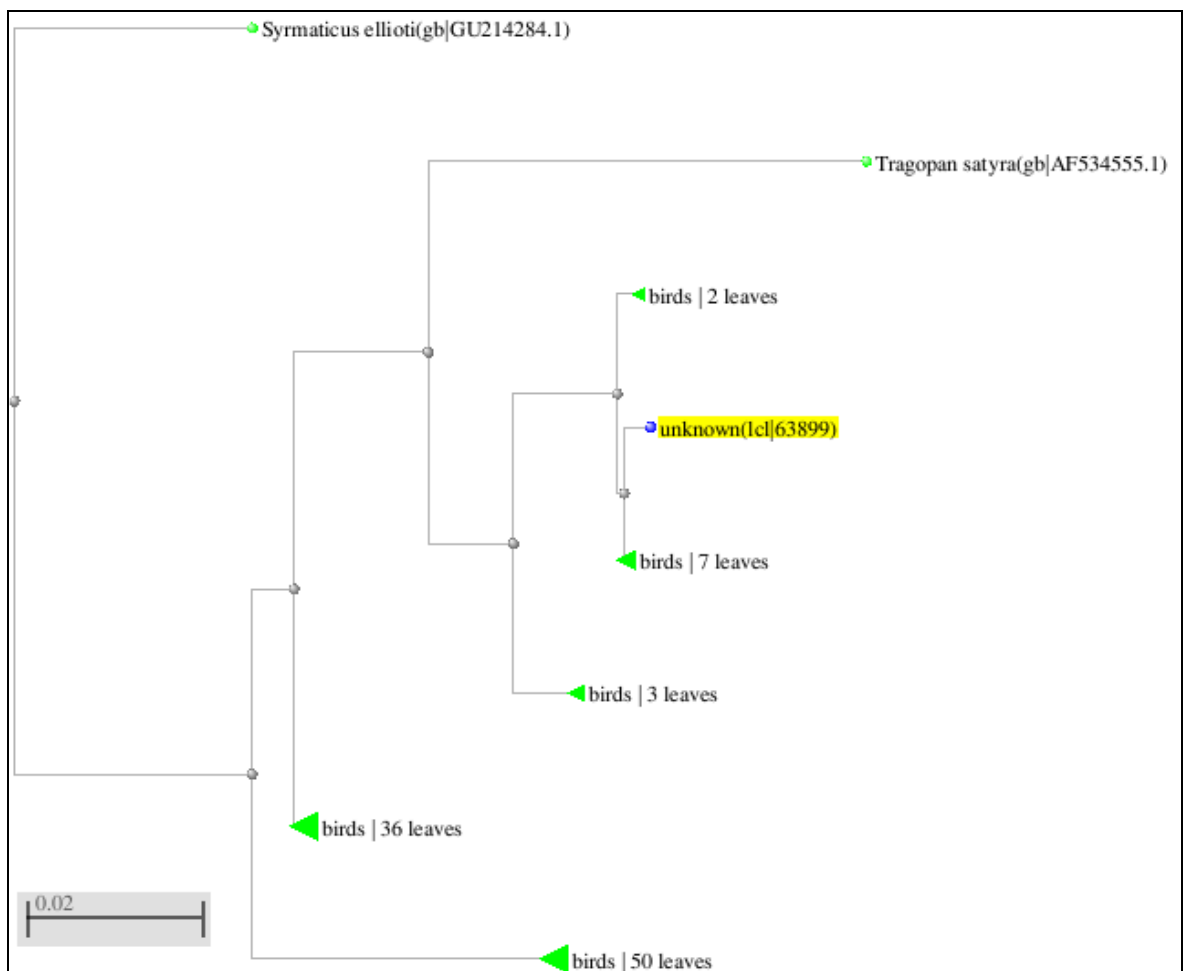 Syrmaticus ellioti(gb|GU214284.1)
Tragopan satyra(gb|AF534555.1)
birds | 2 leaves
unknown(lcl|63899)
birds | 7 leaves
birds | 3 leaves
birds | 36 leaves
0.02
birds | 50 leaves